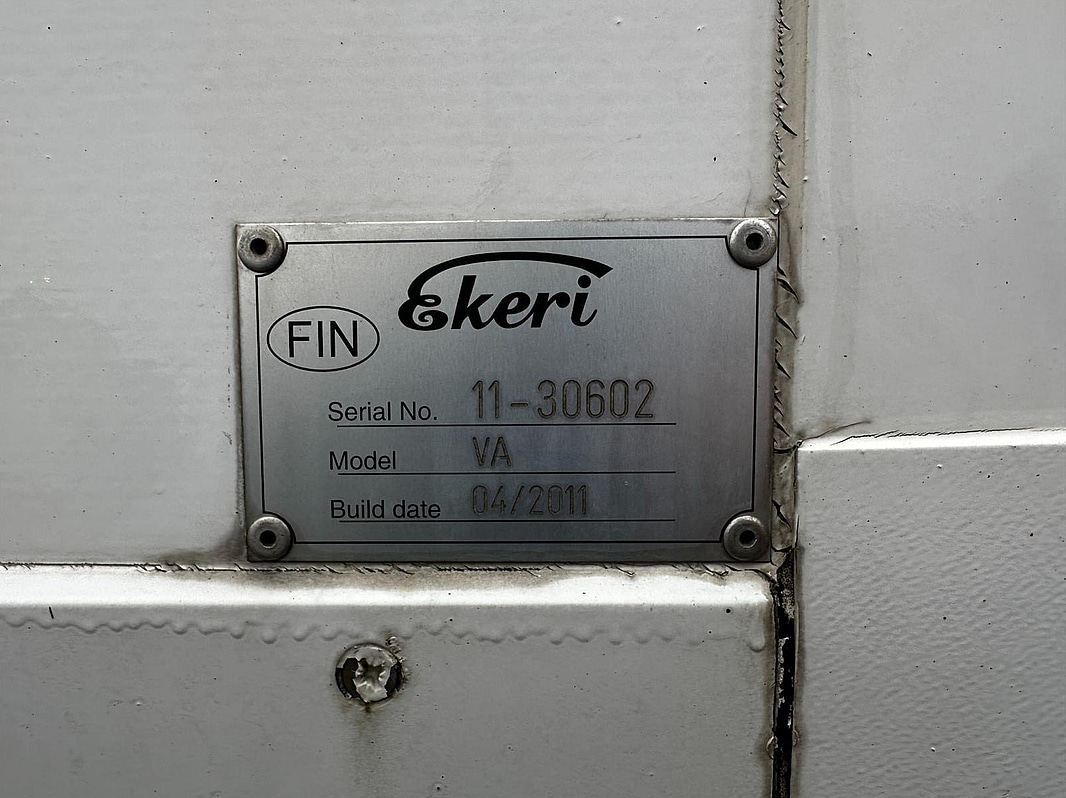 Ekeri
FIN
Serial No. 11-30602
Model VA
Build date 04/2011